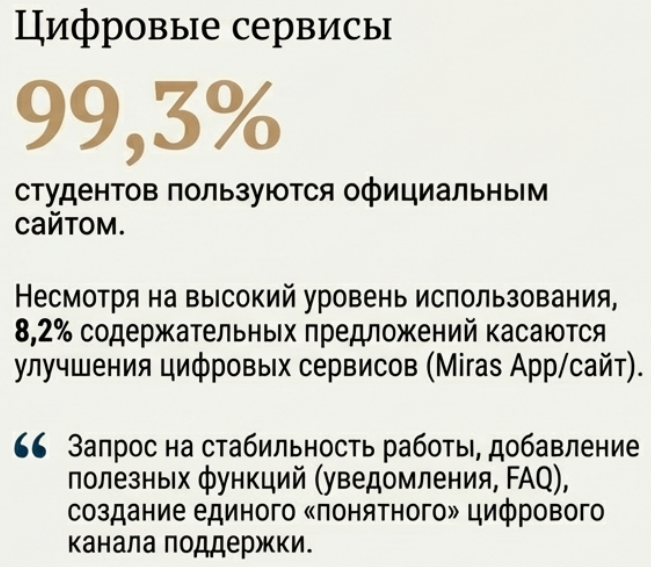 Цифровые сервисы
99,3%
студентов пользуются официальным
сайтом.
Несмотря на высокий уровень использования,
8,2% содержательных предложений касаются
улучшения цифровых сервисов (Miras App/сайт).
“ Запрос на стабильность работы, добавление
полезных функций (уведомления, FAQ),
создание единого «понятного» цифрового
канала поддержки.